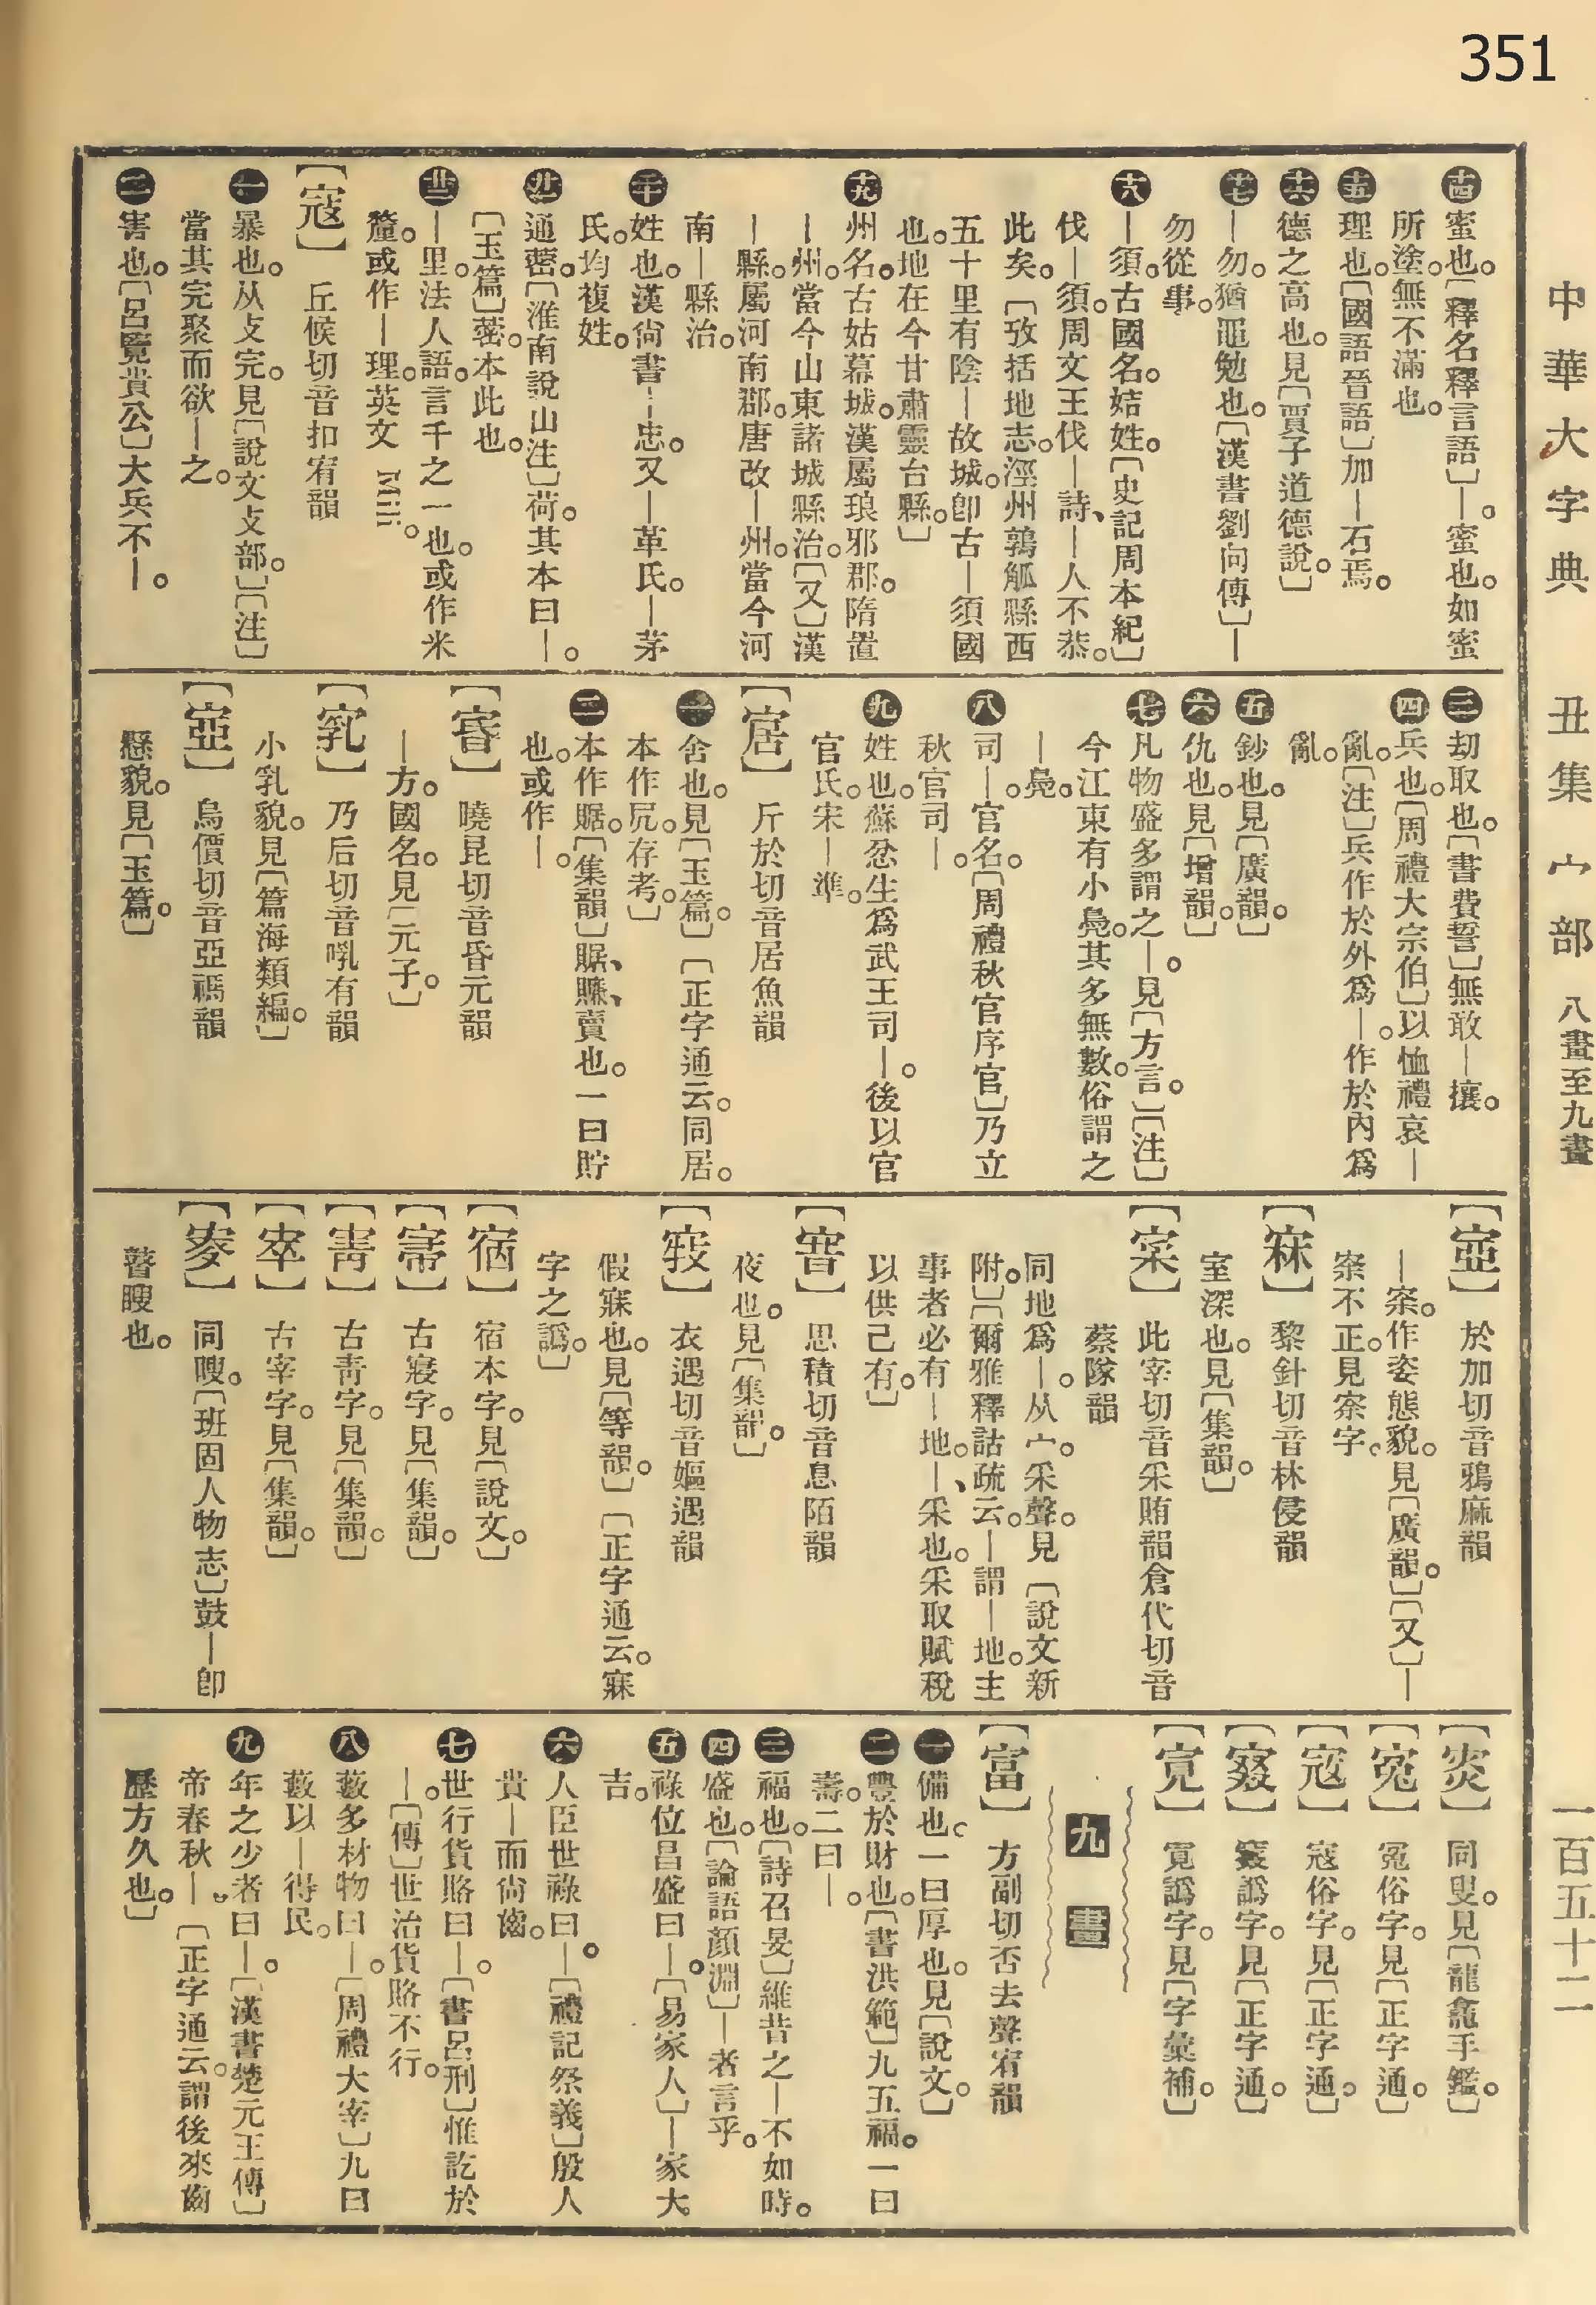 351
中華大字典 丑集 宀部 八畫至九畫 一百五十二
十四 蜜也。〔釋名釋言語〕―。蜜也。如蜜
所塗。無不滿也。
十五 理也。〔國語晉語〕加―石焉。
十六 德之高也。見〔賈子道德說。〕
十七 ―勿。猶黽勉也。〔漢書劉向傳〕―
勿從事。
十八 ―須。古國名。姞姓。〔史記周本紀〕
伐―須。周文王伐―詩、―人不恭。
此矣。〔攷括地志。涇州鶉觚縣西
五十里有陰―故城。卽古―須國
也。地在今甘肅靈台縣。〕
十九 州名。古姑幕城。漢屬琅邪郡。隋置
―州。當今山東諸城縣治。〔又〕漢
―縣。屬河南郡。唐改―州。當今河
南―縣治。
二十 姓也。漢尙書―忠。又―革氏。―茅
氏。均複姓。
廿一 通蔤。〔淮南說山注〕荷。其本曰―。
〔玉篇〕蔤。本此也。
廿二 ―里。法人語。言千之一也。或作米
釐。或作―理。英文 Milli。
【寇】 丘候切音扣宥韻
一 暴也。从攴完。見〔說文攴部。〕〔注〕
當其完聚而欲―之。
二 害也。〔呂覽貴公〕大兵不―。
三 刧取也。〔書費誓〕無敢―攘。
四 兵也。〔周禮大宗伯〕以恤禮哀―
亂。〔注〕兵作於外爲―。作於內爲
亂。
五 鈔也。見〔廣韻。〕
六 仇也。見〔增韻。〕
七 凡物盛多謂之―。見〔方言。〕〔注〕
今江東有小鳧。其多無數。俗謂之
―鳧。
八 司―。官名。〔周禮秋官序官〕乃立
秋官司―。
九 姓也。蘇忿生爲武王司―。後以官
官氏。宋―準。
【㝒】 斤於切音居魚韻
一 舍也。見〔玉篇。〕〔正字通云。同居。
本作凥。存考。〕
二 本作䝻。〔集韻〕䝻、賺、賣也。一曰貯
也。或作―。
【㝧】 曉昆切音昏元韻
―方。國名。見〔元子。〕
【㝅】 乃后切音㖠有韻
小乳貌。見〔篇海類編。〕
【㝞】 烏價切音亞禡韻
懸貌。見〔玉篇。〕
【㝞】 於加切音鴉麻韻
―䆛。作姿態貌。見〔廣韻。〕〔又〕―
䆛不正。見䆛字。
【㝝】 黎針切音林侵韻
室深也。見〔集韻。〕
【寀】 此宰切音采賄韻倉代切音
蔡隊韻
同地爲―。从宀。采聲。見〔說文新
附。〕〔爾雅釋詁疏云。―謂―地。主
事者必有―地。―、采也。采取賦稅
以供己有。〕
【㝜】 思積切音息陌韻
夜也。見〔集韻。〕
衣遇切音嫗遇韻
假寐也。見〔等韻。〕〔正字通云。寐
字之譌。〕
【㝛】 宿本字。見〔說文。〕
古寢字。見〔集韻。〕
古靑字。見〔集韻。〕
古宰字。見〔集韻。〕
同瞍。〔班固人物志〕鼓―卽
瞽瞍也。
同叟。見〔龍龕手鑑。〕
【寃】 冤俗字。見〔正字通。〕
【㓂】 寇俗字。見〔正字通。〕
竅譌字。見〔正字通。〕
寛譌字。見〔字彙補。〕
九畫
【富】 方副切否去聲宥韻
一 備也。一曰厚也。見〔說文。〕
二 豐於財也。〔書洪範〕九五福。一曰
壽。二曰―。
三 福也。〔詩召旻〕維昔之―不如時。
四 盛也。〔論語顏淵〕―者言乎。
五 祿位昌盛曰―。〔易家人〕―家大
吉。
六 人臣世祿曰―。〔禮記祭義〕殷人
貴―而尙齒。
七 世行貨賂曰―。〔書呂刑〕惟訖於
―。〔傳〕世治貨賂不行。
八 藪多材物曰―。〔周禮大宰〕九曰
藪以―得民。
九 年之少者曰―。〔漢書楚元王傳〕
帝春秋―。〔正字通云。謂後來齒
歷方久也。〕